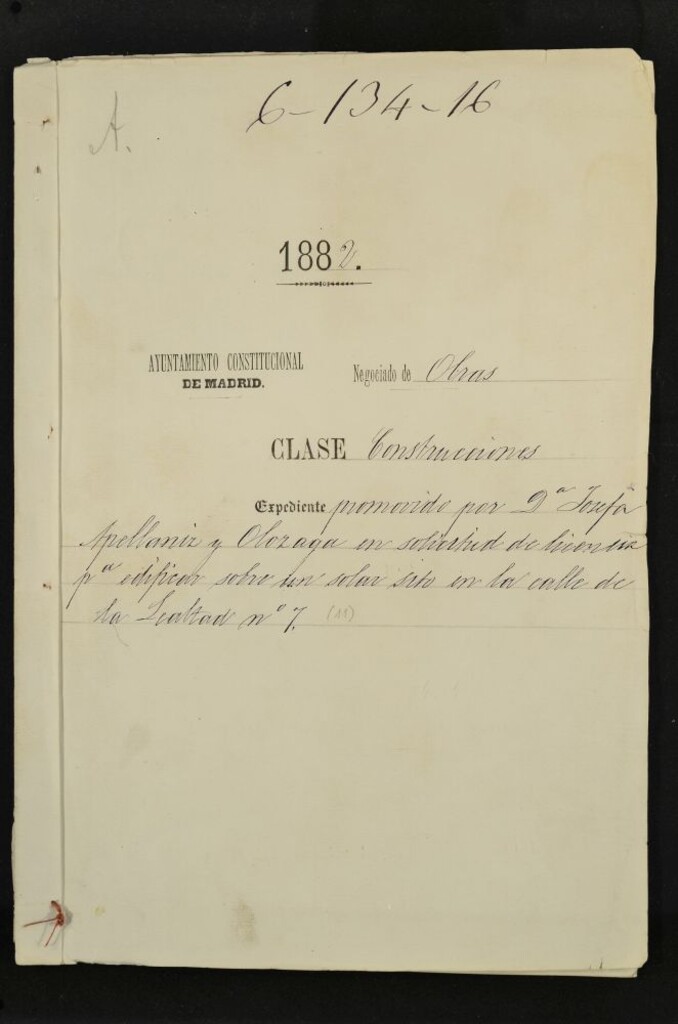 A.
6-134-16
1882.
AYUNTAMIENTO CONSTITUCIONAL
DE MADRID.
Negociado de Obras
CLASE Construcciones
Expediente promovido por Dª Josefa
Apellaniz y Olozaga en solicitud de licencia
pª edificar sobre un solar sito en la calle de
la Lealtad nº 7. (11)